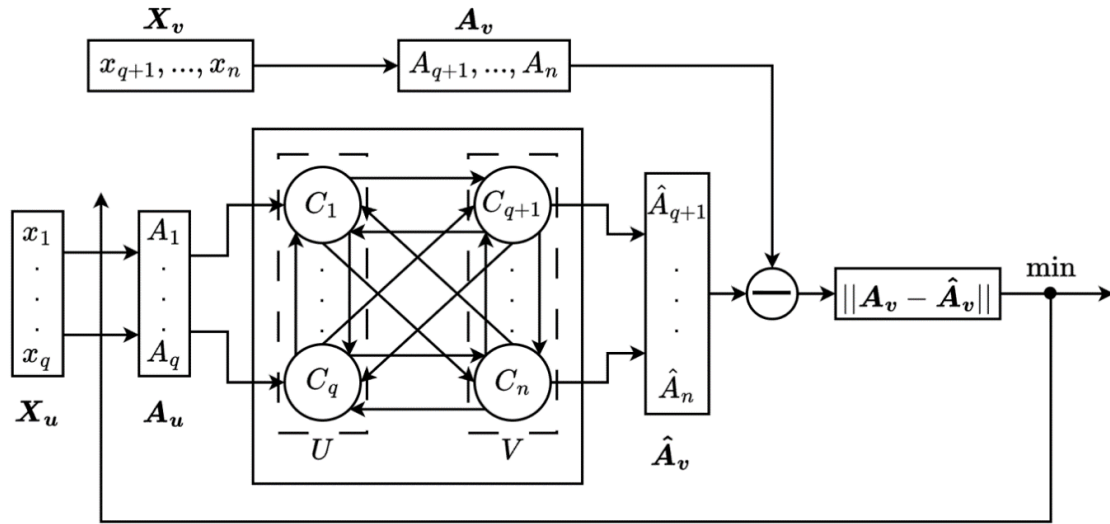 X_v
A_v
x_{q+1}, ..., x_n
A_{q+1}, ..., A_n
x_1
.
.
.
x_q
X_u
A_1
.
.
.
A_q
A_u
C_1
.
.
.
C_q
U
C_{q+1}
.
.
.
C_n
V
Â_{q+1}
.
.
.
Â_n
Â_v
−
||A_v − Â_v||
min